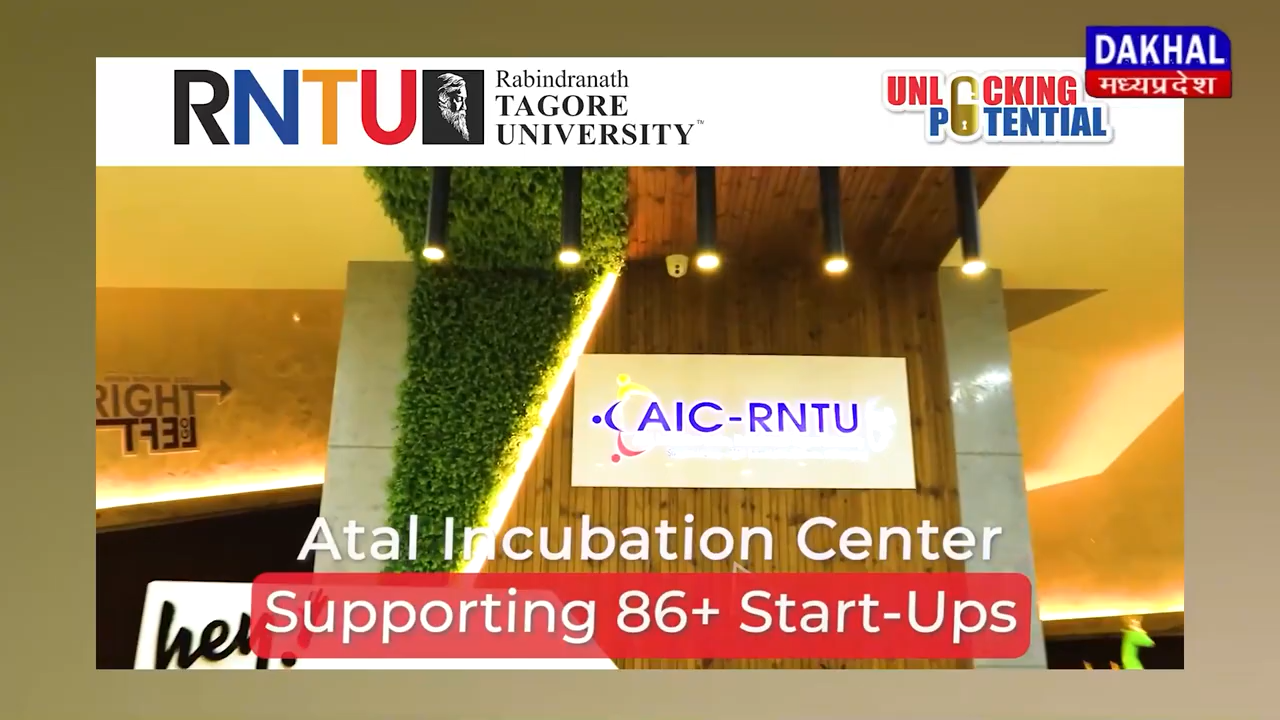 RNTU
Rabindranath
TAGORE
UNIVERSITY™
UNLOCKING
POTENTIAL
DAKHAL
मध्यप्रदेश
RIGHT
GO
LEFT
AIC-RNTU
Atal Incubation Center
Supporting 86+ Start-Ups
hey!